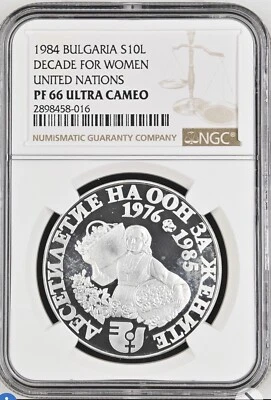 1984 BULGARIA S10L
DECADE FOR WOMEN
UNITED NATIONS
PF 66 ULTRA CAMEO
2898458-016
NUMISMATIC GUARANTY COMPANY
NGC
ДЕСЕТИЛЕТИЕ НА ООН ЗА ЖЕНИТЕ
1976 1985